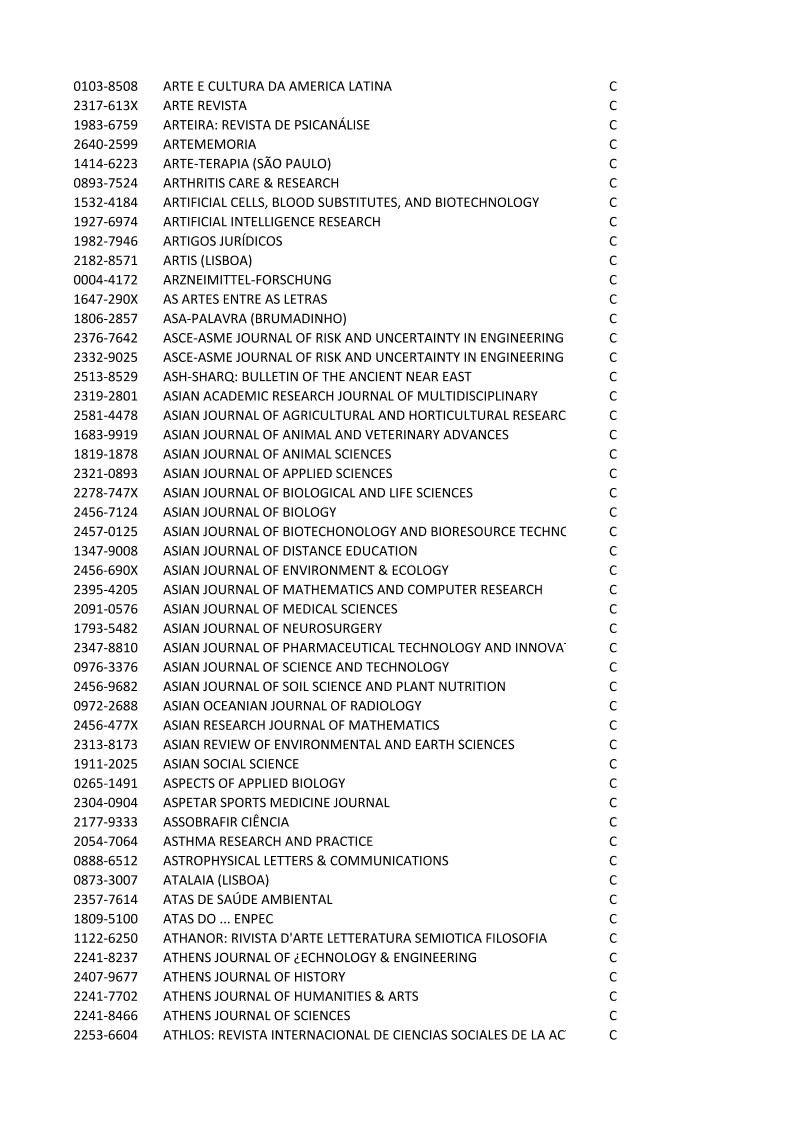 0103-8508 ARTE E CULTURA DA AMERICA LATINA C
2317-613X ARTE REVISTA C
1983-6759 ARTEIRA: REVISTA DE PSICANÁLISE C
2640-2599 ARTEMEMORIA C
1414-6223 ARTE-TERAPIA (SÃO PAULO) C
0893-7524 ARTHRITIS CARE & RESEARCH C
1532-4184 ARTIFICIAL CELLS, BLOOD SUBSTITUTES, AND BIOTECHNOLOGY C
1927-6974 ARTIFICIAL INTELLIGENCE RESEARCH C
1982-7946 ARTIGOS JURÍDICOS C
2182-8571 ARTIS (LISBOA) C
0004-4172 ARZNEIMITTEL-FORSCHUNG C
1647-290X AS ARTES ENTRE AS LETRAS C
1806-2857 ASA-PALAVRA (BRUMADINHO) C
2376-7642 ASCE-ASME JOURNAL OF RISK AND UNCERTAINTY IN ENGINEERING C
2332-9025 ASCE-ASME JOURNAL OF RISK AND UNCERTAINTY IN ENGINEERING C
2513-8529 ASH-SHARQ: BULLETIN OF THE ANCIENT NEAR EAST C
2319-2801 ASIAN ACADEMIC RESEARCH JOURNAL OF MULTIDISCIPLINARY C
2581-4478 ASIAN JOURNAL OF AGRICULTURAL AND HORTICULTURAL RESEARC C
1683-9919 ASIAN JOURNAL OF ANIMAL AND VETERINARY ADVANCES C
1819-1878 ASIAN JOURNAL OF ANIMAL SCIENCES C
2321-0893 ASIAN JOURNAL OF APPLIED SCIENCES C
2278-747X ASIAN JOURNAL OF BIOLOGICAL AND LIFE SCIENCES C
2456-7124 ASIAN JOURNAL OF BIOLOGY C
2457-0125 ASIAN JOURNAL OF BIOTECHONOLOGY AND BIORESOURCE TECHNO C
1347-9008 ASIAN JOURNAL OF DISTANCE EDUCATION C
2456-690X ASIAN JOURNAL OF ENVIRONMENT & ECOLOGY C
2395-4205 ASIAN JOURNAL OF MATHEMATICS AND COMPUTER RESEARCH C
2091-0576 ASIAN JOURNAL OF MEDICAL SCIENCES C
1793-5482 ASIAN JOURNAL OF NEUROSURGERY C
2347-8810 ASIAN JOURNAL OF PHARMACEUTICAL TECHNOLOGY AND INNOVAT C
0976-3376 ASIAN JOURNAL OF SCIENCE AND TECHNOLOGY C
2456-9682 ASIAN JOURNAL OF SOIL SCIENCE AND PLANT NUTRITION C
0972-2688 ASIAN OCEANIAN JOURNAL OF RADIOLOGY C
2456-477X ASIAN RESEARCH JOURNAL OF MATHEMATICS C
2313-8173 ASIAN REVIEW OF ENVIRONMENTAL AND EARTH SCIENCES C
1911-2025 ASIAN SOCIAL SCIENCE C
0265-1491 ASPECTS OF APPLIED BIOLOGY C
2304-0904 ASPETAR SPORTS MEDICINE JOURNAL C
2177-9333 ASSOBRAFIR CIÊNCIA C
2054-7064 ASTHMA RESEARCH AND PRACTICE C
0888-6512 ASTROPHYSICAL LETTERS & COMMUNICATIONS C
0873-3007 ATALAIA (LISBOA) C
2357-7614 ATAS DE SAÚDE AMBIENTAL C
1809-5100 ATAS DO ... ENPEC C
1122-6250 ATHANOR: RIVISTA D'ARTE LETTERATURA SEMIOTICA FILOSOFIA C
2241-8237 ATHENS JOURNAL OF ¿ECHNOLOGY & ENGINEERING C
2407-9677 ATHENS JOURNAL OF HISTORY C
2241-7702 ATHENS JOURNAL OF HUMANITIES & ARTS C
2241-8466 ATHENS JOURNAL OF SCIENCES C
2253-6604 ATHLOS: REVISTA INTERNACIONAL DE CIENCIAS SOCIALES DE LA ACT C